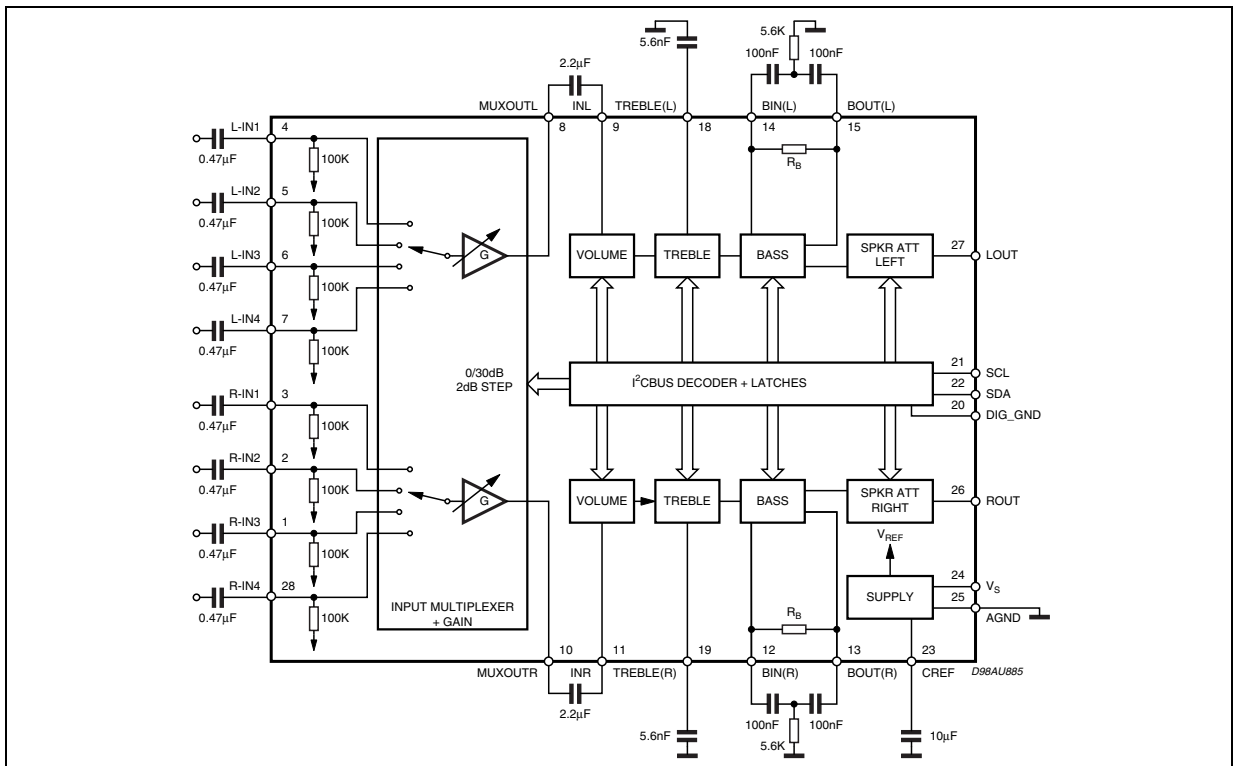 5.6nF
5.6K
100nF 100nF
2.2μF
MUXOUTL INL TREBLE(L) BIN(L) BOUT(L)
8 9 18 14 15
L-IN1 4
0.47μF 100K
L-IN2 5
0.47μF 100K
L-IN3 6
0.47μF 100K
L-IN4 7
0.47μF 100K
G
RB
VOLUME TREBLE BASS SPKR ATT
LEFT
27 LOUT
0/30dB
2dB STEP
I2CBUS DECODER + LATCHES
21 SCL
22 SDA
20 DIG_GND
R-IN1 3
0.47μF 100K
R-IN2 2
0.47μF 100K
R-IN3 1
0.47μF 100K
R-IN4 28
0.47μF 100K
G
VOLUME TREBLE BASS SPKR ATT
RIGHT
26 ROUT
VREF
SUPPLY
24 VS
25 AGND
INPUT MULTIPLEXER
+ GAIN
RB
10 11 19 12 13 23
MUXOUTR INR TREBLE(R) BIN(R) BOUT(R) CREF D98AU885
2.2μF
5.6nF
100nF 100nF
5.6K
10μF